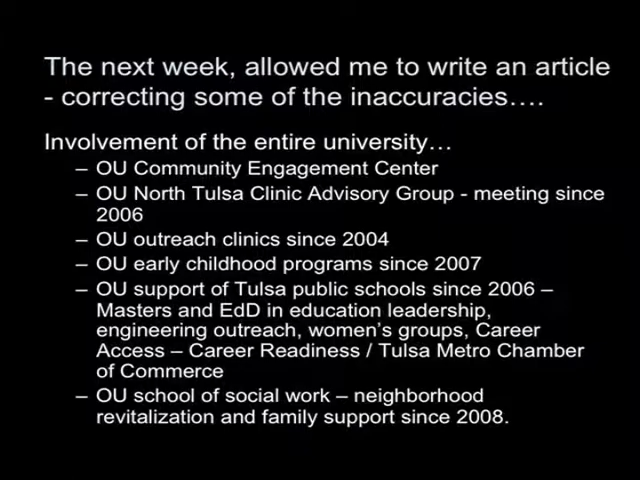 The next week, allowed me to write an article
- correcting some of the inaccuracies….
Involvement of the entire university…
– OU Community Engagement Center
– OU North Tulsa Clinic Advisory Group - meeting since
2006
– OU outreach clinics since 2004
– OU early childhood programs since 2007
– OU support of Tulsa public schools since 2006 –
Masters and EdD in education leadership,
engineering outreach, women's groups, Career
Access – Career Readiness / Tulsa Metro Chamber
of Commerce
– OU school of social work – neighborhood
revitalization and family support since 2008.